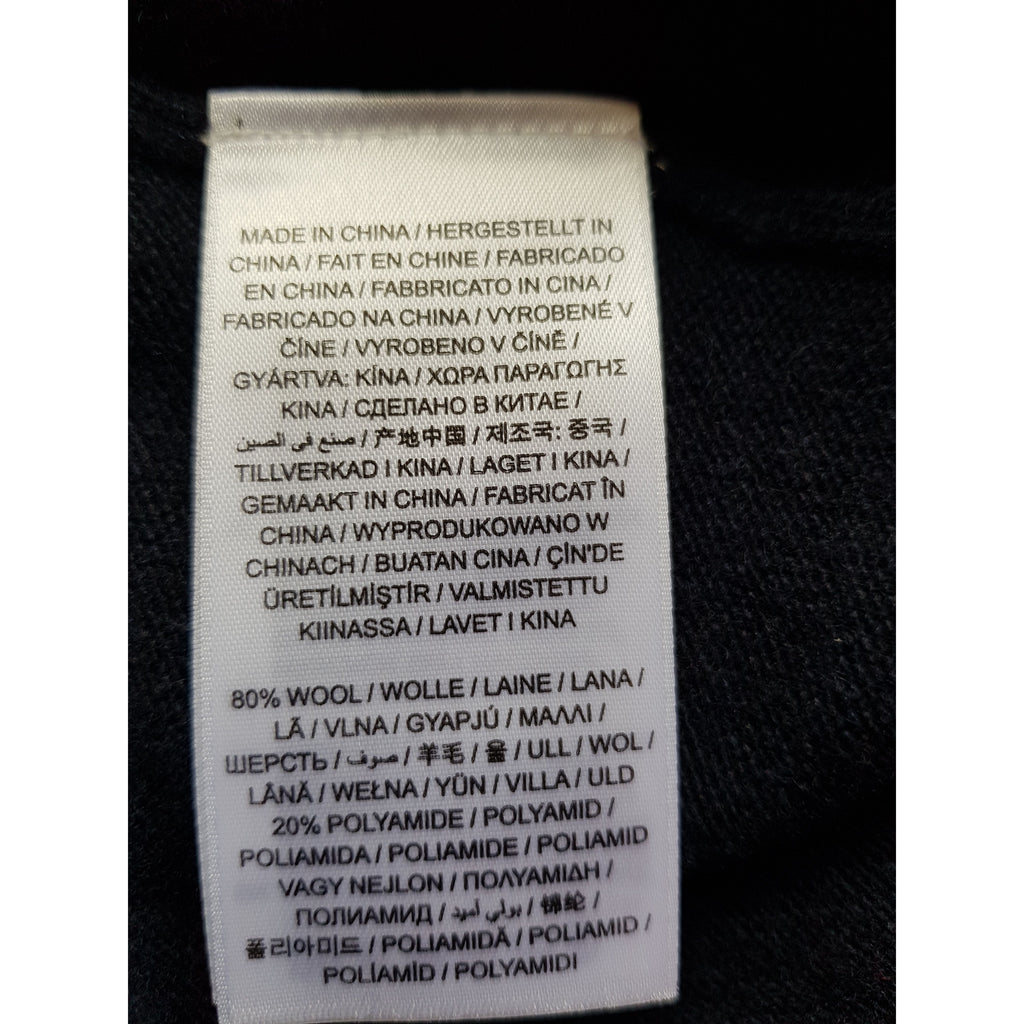 MADE IN CHINA / HERGESTELLT IN
CHINA / FAIT EN CHINE / FABRICADO
EN CHINA / FABBRICATO IN CINA /
FABRICADO NA CHINA / VYROBENÉ V
ČÍNE / VYROBENO V ČÍNĚ /
GYÁRTVA: KÍNA / ΧΩΡΑ ΠΑΡΑΓΩΓΗΣ
KINA / СДЕЛАНО В КИТАЕ /
صنع في الصين / 产地中国 / 제조국: 중국 /
TILLVERKAD I KINA / LAGET I KINA /
GEMAAKT IN CHINA / FABRICAT ÎN
CHINA / WYPRODUKOWANO W
CHINACH / BUATAN CINA / ÇİN'DE
ÜRETİLMİŞTİR / VALMISTETTU
KIINASSA / LAVET I KINA
80% WOOL / WOLLE / LAINE / LANA /
LÃ / VLNA / GYAPJÚ / ΜΑΛΛΙ /
ШЕРСТЬ / صوف / 羊毛 / 울 / ULL / WOL /
LÂNĂ / WEŁNA / YÜN / VILLA / ULD
20% POLYAMIDE / POLYAMID /
POLIAMIDA / POLIAMIDE / POLIAMID
VAGY NEJLON / ΠΟΛΥΑΜΙΔΗ /
ПОЛИАМИД / بولي أميد / 锦纶 /
폴리아미드 / POLIAMIDĂ / POLIAMID /
POLİAMİD / POLYAMIDI